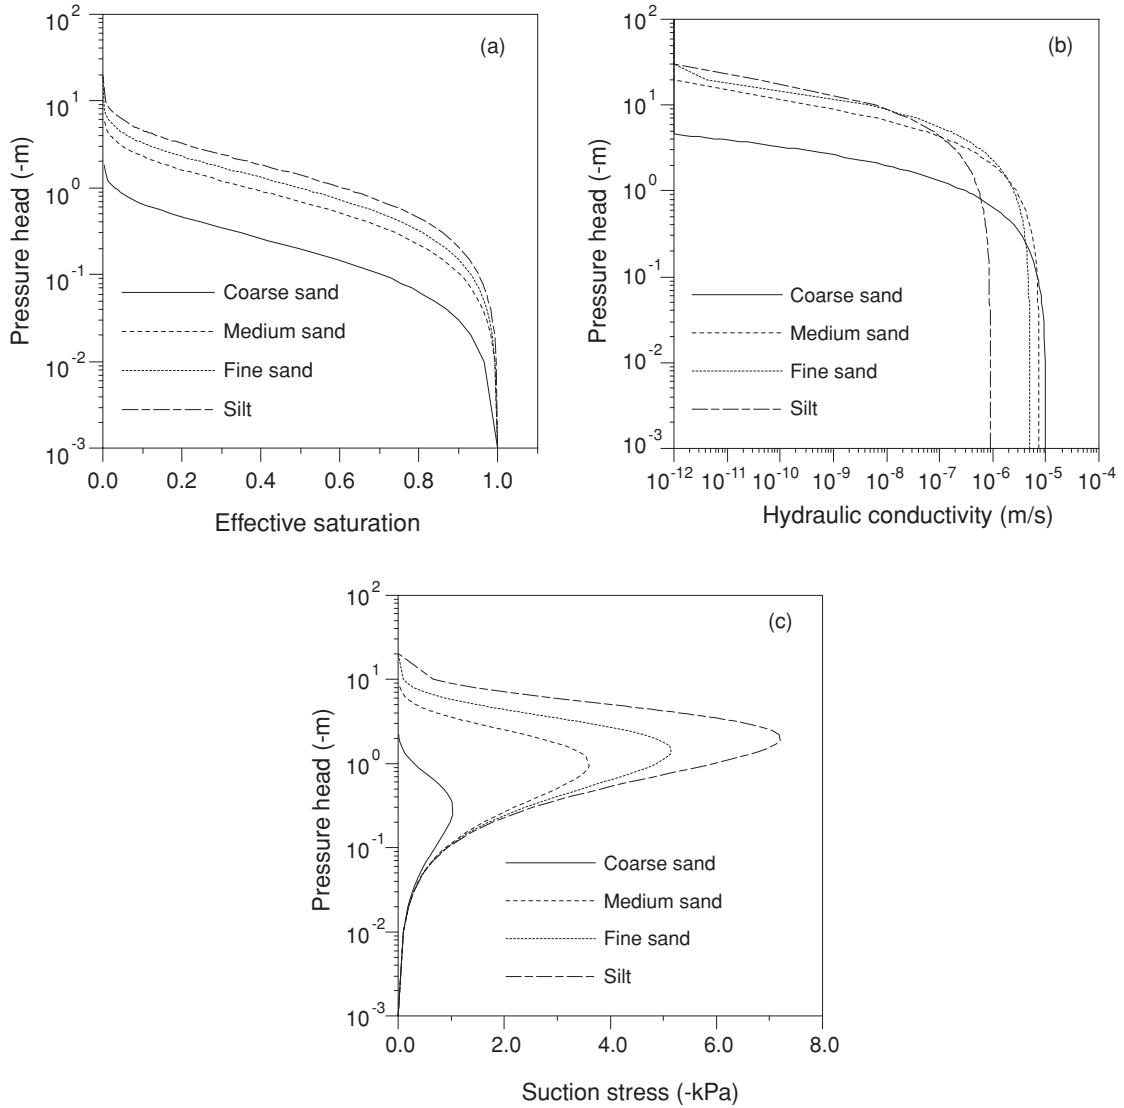 (a)
Pressure head (-m)
10^2
10^1
10^0
10^-1
10^-2
10^-3
Coarse sand
Medium sand
Fine sand
Silt
0.0 0.2 0.4 0.6 0.8 1.0
Effective saturation
(b)
Pressure head (-m)
10^2
10^1
10^0
10^-1
10^-2
10^-3
Coarse sand
Medium sand
Fine sand
Silt
10^-12 10^-11 10^-10 10^-9 10^-8 10^-7 10^-6 10^-5 10^-4
Hydraulic conductivity (m/s)
(c)
Pressure head (-m)
10^2
10^1
10^0
10^-1
10^-2
10^-3
Coarse sand
Medium sand
Fine sand
Silt
0.0 2.0 4.0 6.0 8.0
Suction stress (-kPa)